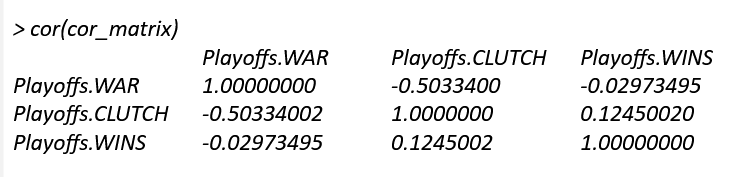 > cor(cor_matrix)
Playoffs.WAR Playoffs.CLUTCH Playoffs.WINS
Playoffs.WAR 1.00000000 -0.5033400 -0.02973495
Playoffs.CLUTCH -0.50334002 1.0000000 0.12450020
Playoffs.WINS -0.02973495 0.1245002 1.00000000